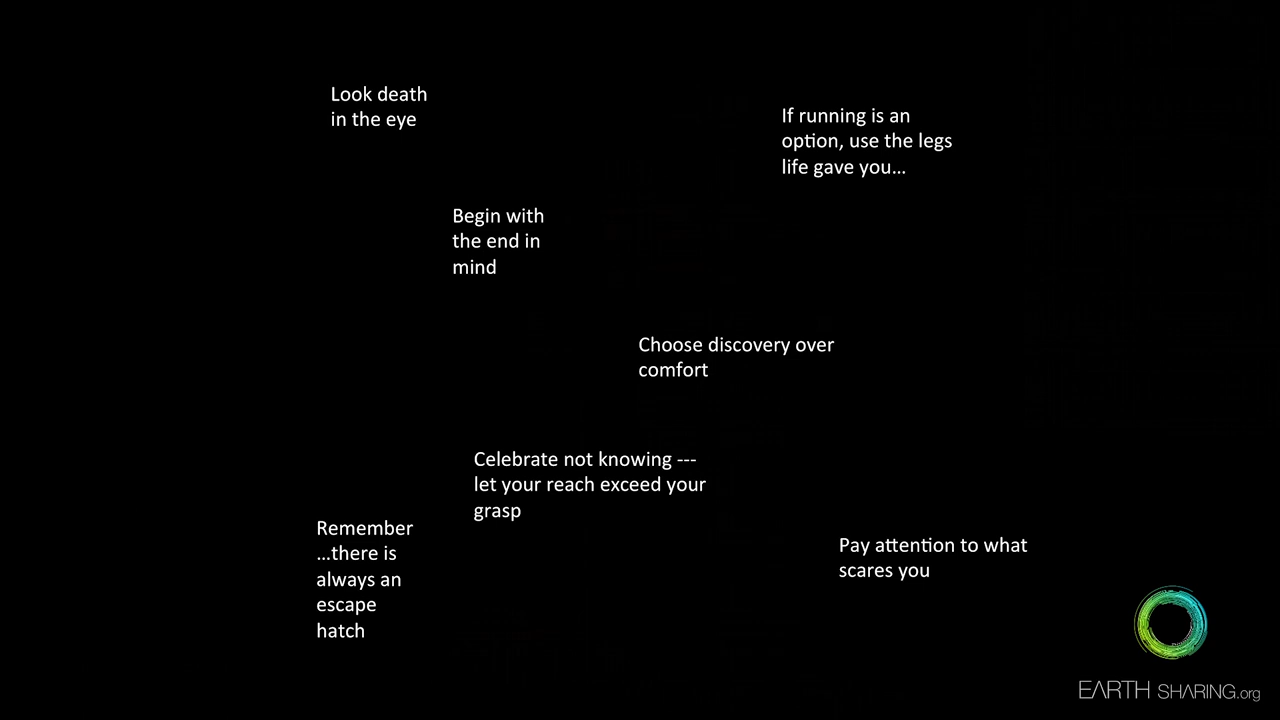 Look death
in the eye
If running is an
option, use the legs
life gave you...
Begin with
the end in
mind
Choose discovery over
comfort
Celebrate not knowing ---
let your reach exceed your
grasp
Remember
...there is
always an
escape
hatch
Pay attention to what
scares you
EARTH SHARING.org